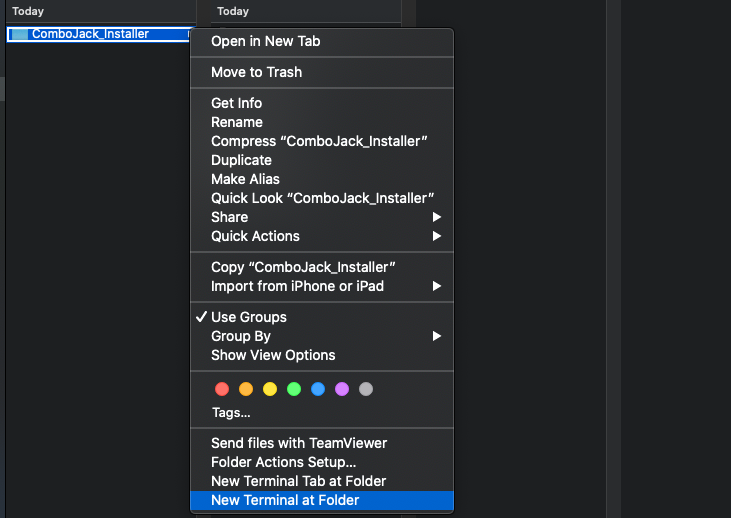 Today
Today
ComboJack_Installer
Open in New Tab
Move to Trash
Get Info
Rename
Compress “ComboJack_Installer”
Duplicate
Make Alias
Quick Look “ComboJack_Installer”
Share
Quick Actions
Copy “ComboJack_Installer”
Import from iPhone or iPad
Use Groups
Group By
Show View Options
Tags...
Send files with TeamViewer
Folder Actions Setup...
New Terminal Tab at Folder
New Terminal at Folder